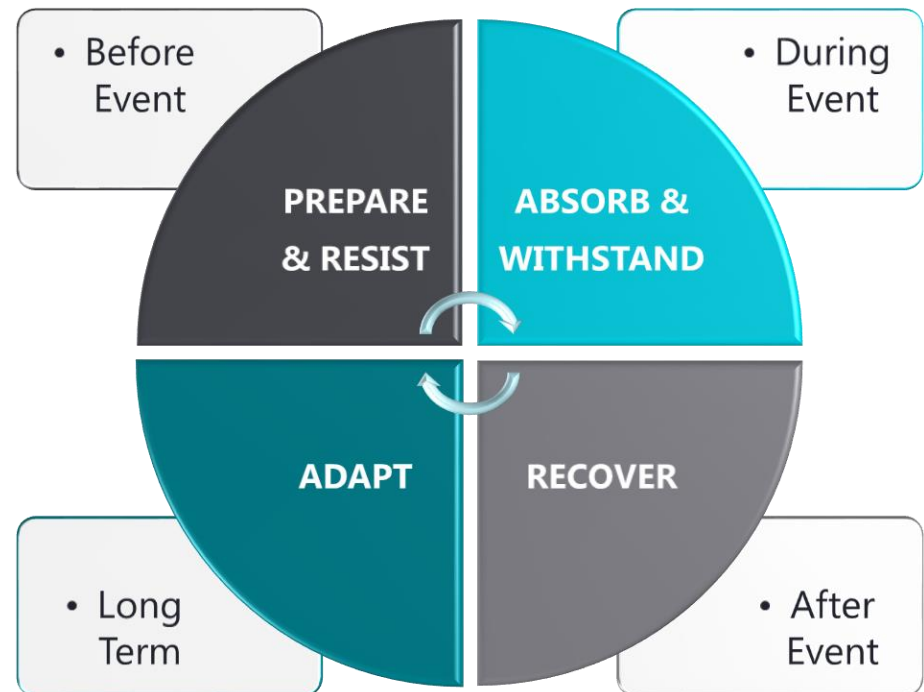 • Before
Event
• During
Event
PREPARE
& RESIST
ABSORB &
WITHSTAND
ADAPT
RECOVER
• Long
Term
• After
Event